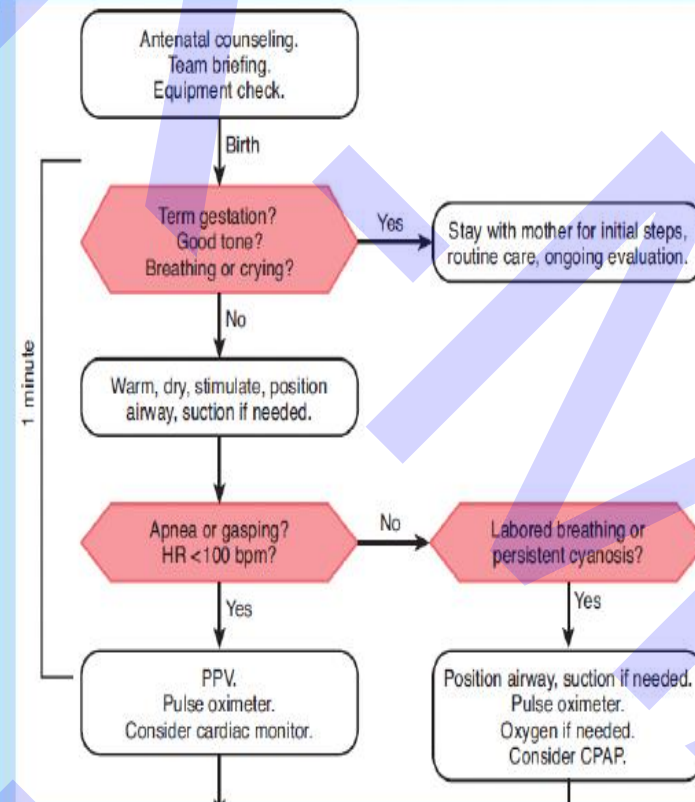 Antenatal counseling.
Team briefing.
Equipment check.
Birth
Term gestation?
Good tone?
Breathing or crying?
Yes
Stay with mother for initial steps,
routine care, ongoing evaluation.
No
1 minute
Warm, dry, stimulate, position
airway, suction if needed.
Apnea or gasping?
HR <100 bpm?
No
Labored breathing or
persistent cyanosis?
Yes
Yes
PPV.
Pulse oximeter.
Consider cardiac monitor.
Position airway, suction if needed.
Pulse oximeter.
Oxygen if needed.
Consider CPAP.